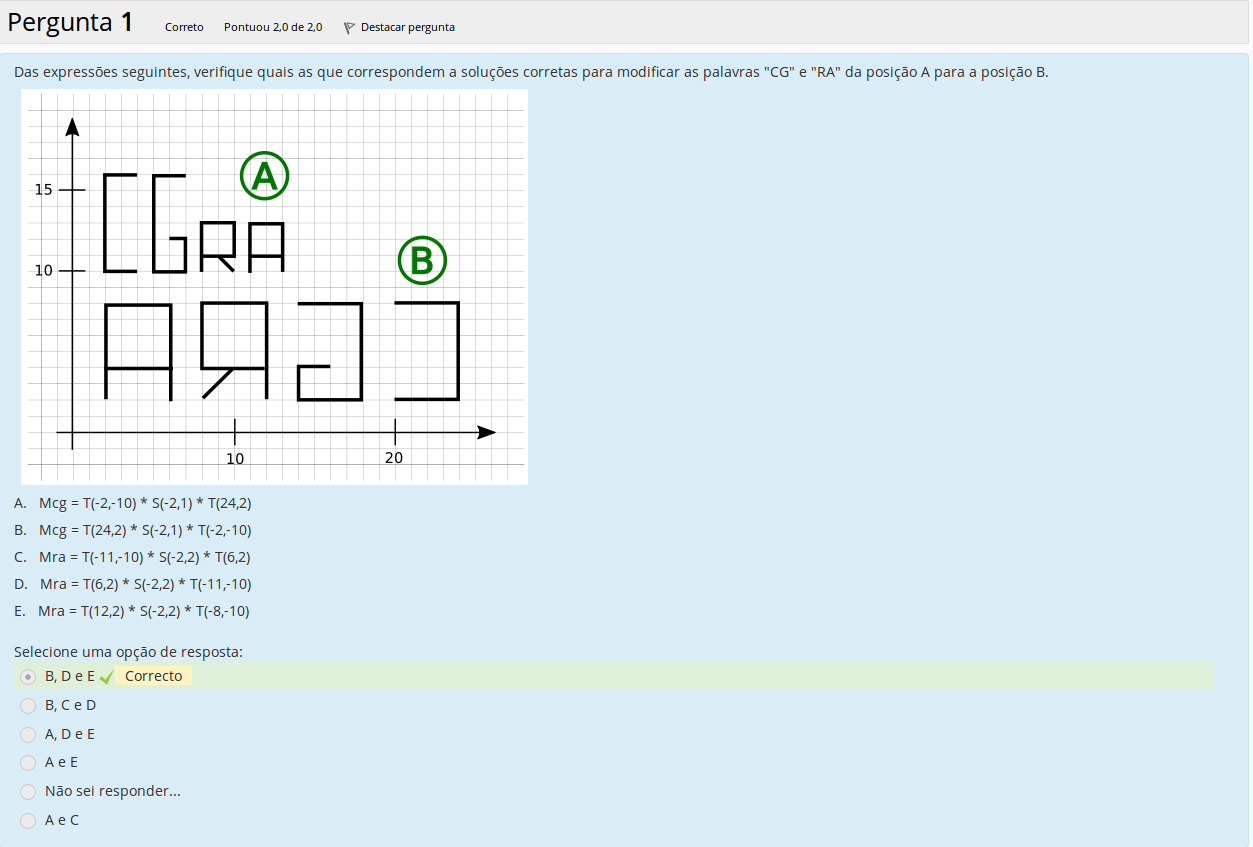 Pergunta 1 Correto Pontuou 2,0 de 2,0 Destacar pergunta
Das expressões seguintes, verifique quais as que correspondem a soluções corretas para modificar as palavras "CG" e "RA" da posição A para a posição B.
A
15
CGRA
B
10
ARGC
10 20
A. Mcg = T(-2,-10) * S(-2,1) * T(24,2)
B. Mcg = T(24,2) * S(-2,1) * T(-2,-10)
C. Mra = T(-11,-10) * S(-2,2) * T(6,2)
D. Mra = T(6,2) * S(-2,2) * T(-11,-10)
E. Mra = T(12,2) * S(-2,2) * T(-8,-10)
Selecione uma opção de resposta:
B, D e E Correcto
B, C e D
A, D e E
A e E
Não sei responder...
A e C